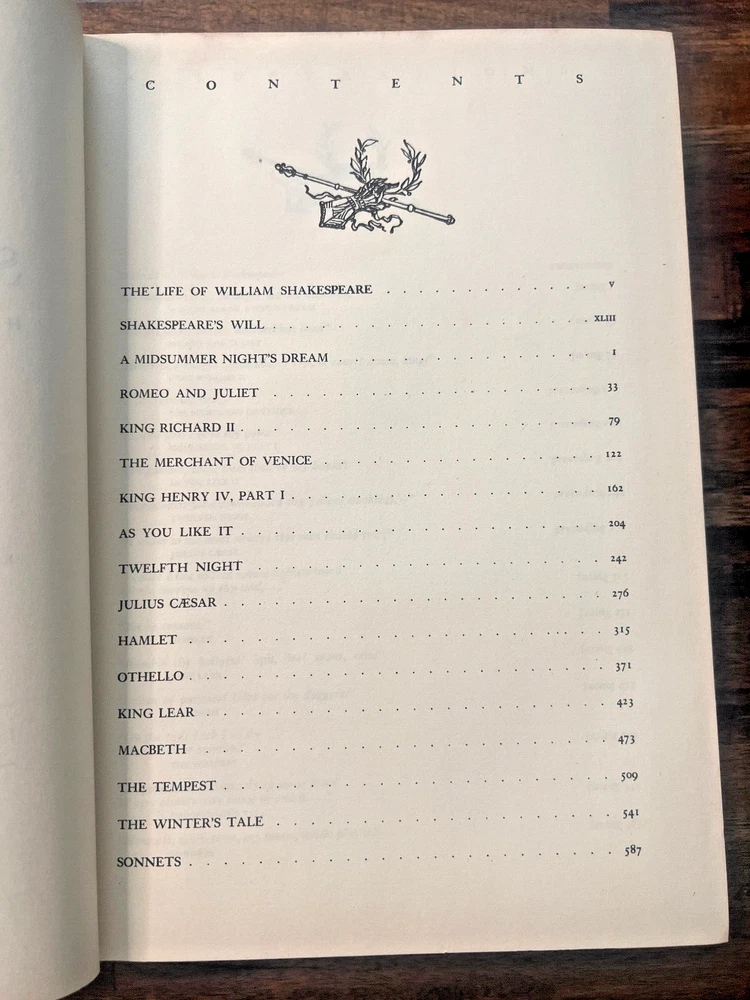 CONTENTS
THE LIFE OF WILLIAM SHAKESPEARE . . . . . . . . . . . . V
SHAKESPEARE'S WILL . . . . . . . . . . . . . . . . XLIII
A MIDSUMMER NIGHT'S DREAM . . . . . . . . . . . . . . 1
ROMEO AND JULIET . . . . . . . . . . . . . . . . 33
KING RICHARD II . . . . . . . . . . . . . . . . . 79
THE MERCHANT OF VENICE . . . . . . . . . . . . . . 122
KING HENRY IV, PART I . . . . . . . . . . . . . . . 162
AS YOU LIKE IT . . . . . . . . . . . . . . . . . 204
TWELFTH NIGHT . . . . . . . . . . . . . . . . . 242
JULIUS CÆSAR . . . . . . . . . . . . . . . . . . 276
HAMLET . . . . . . . . . . . . . . . . . . . . 315
OTHELLO . . . . . . . . . . . . . . . . . . . . 371
KING LEAR . . . . . . . . . . . . . . . . . . . 423
MACBETH . . . . . . . . . . . . . . . . . . . 473
THE TEMPEST . . . . . . . . . . . . . . . . . . 509
THE WINTER'S TALE . . . . . . . . . . . . . . . . 541
SONNETS . . . . . . . . . . . . . . . . . . . . 587